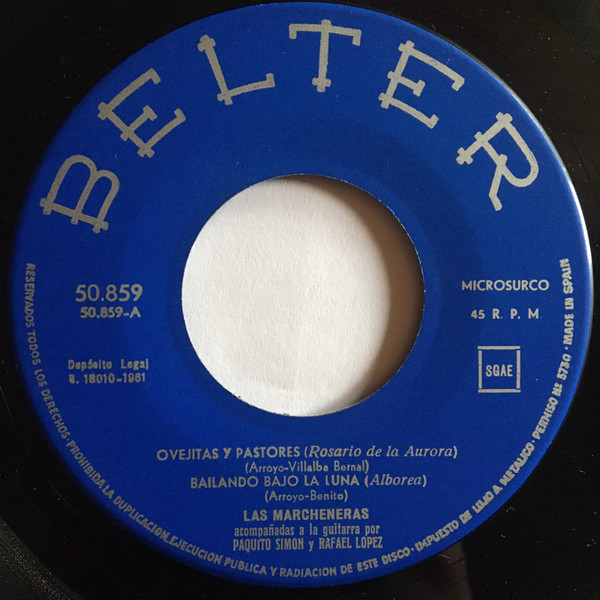 BELTER
50.859
50.859-A
MICROSURCO
45 R. P. M
Depósito Legal
B. 18010-1961
SGAE
OVEJITAS Y PASTORES (Rosario de la Aurora)
(Arroyo-Villalba Bernal)
BAILANDO BAJO LA LUNA (Alborea)
(Arroyo-Benito)
LAS MARCHENERAS
acompañadas a la guitarra por
PAQUITO SIMON y RAFAEL LOPEZ
RESERVADOS TODOS LOS DERECHOS · PROHIBIDA LA DUPLICACION, EJECUCION PUBLICA Y RADIACION DE ESTE DISCO · IMPUESTO DE LUJO A METALICO · PERMISO Nº 5730 · MADE IN SPAIN